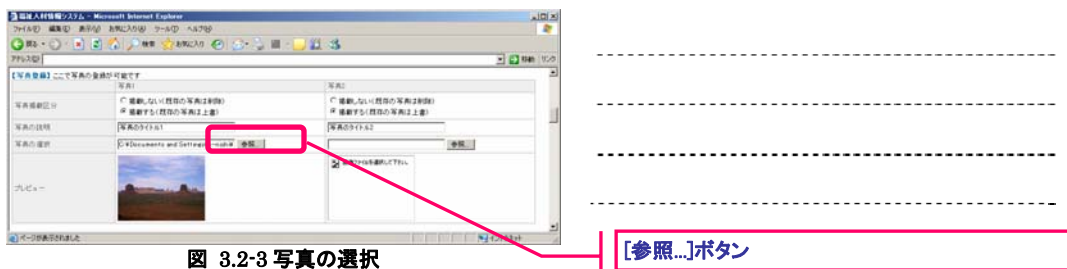 福祉人材情報システム - Microsoft Internet Explorer
ファイル(F) 編集(E) 表示(V) お気に入り(A) ツール(T) ヘルプ(H)
戻る 検索 お気に入り
アドレス(D) 移動 リンク
【写真登録】ここで写真の登録が可能です
写真1 写真2
写真掲載区分
掲載しない(既存の写真は削除) 掲載しない(既存の写真は削除)
掲載する(既存の写真は上書) 掲載する(既存の写真は上書)
写真の説明 写真のタイトル1 写真のタイトル2
写真の選択 C:¥Documents and Settings 参照... 参照...
プレビュー
ページが表示されました インターネット
図 3.2-3 写真の選択
[参照...]ボタン